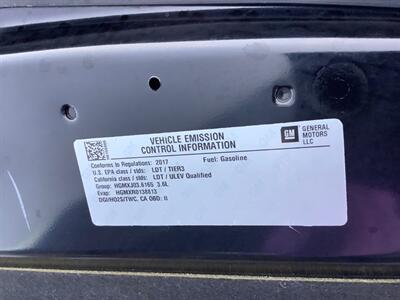 VEHICLE EMISSION
CONTROL INFORMATION
GM
GENERAL
MOTORS
LLC
Conforms to Regulations: 2017 Fuel: Gasoline
U.S. EPA class / stds: LDT / TIER3
California class / stds: LDT / ULEV Qualified
Group: HGMXJ03.6165 3.6L
Evap: HGMXR0138813
DGI/HO2S/TWC, CA OBD: II